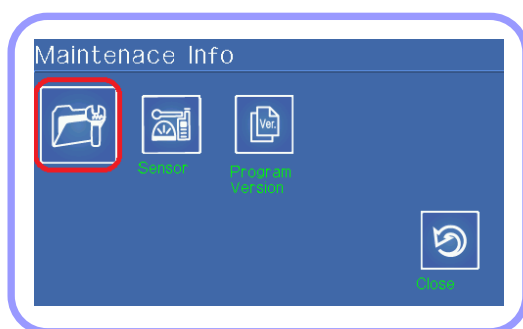 Maintenace Info
Ver.
Sensor
Program
Version
Close